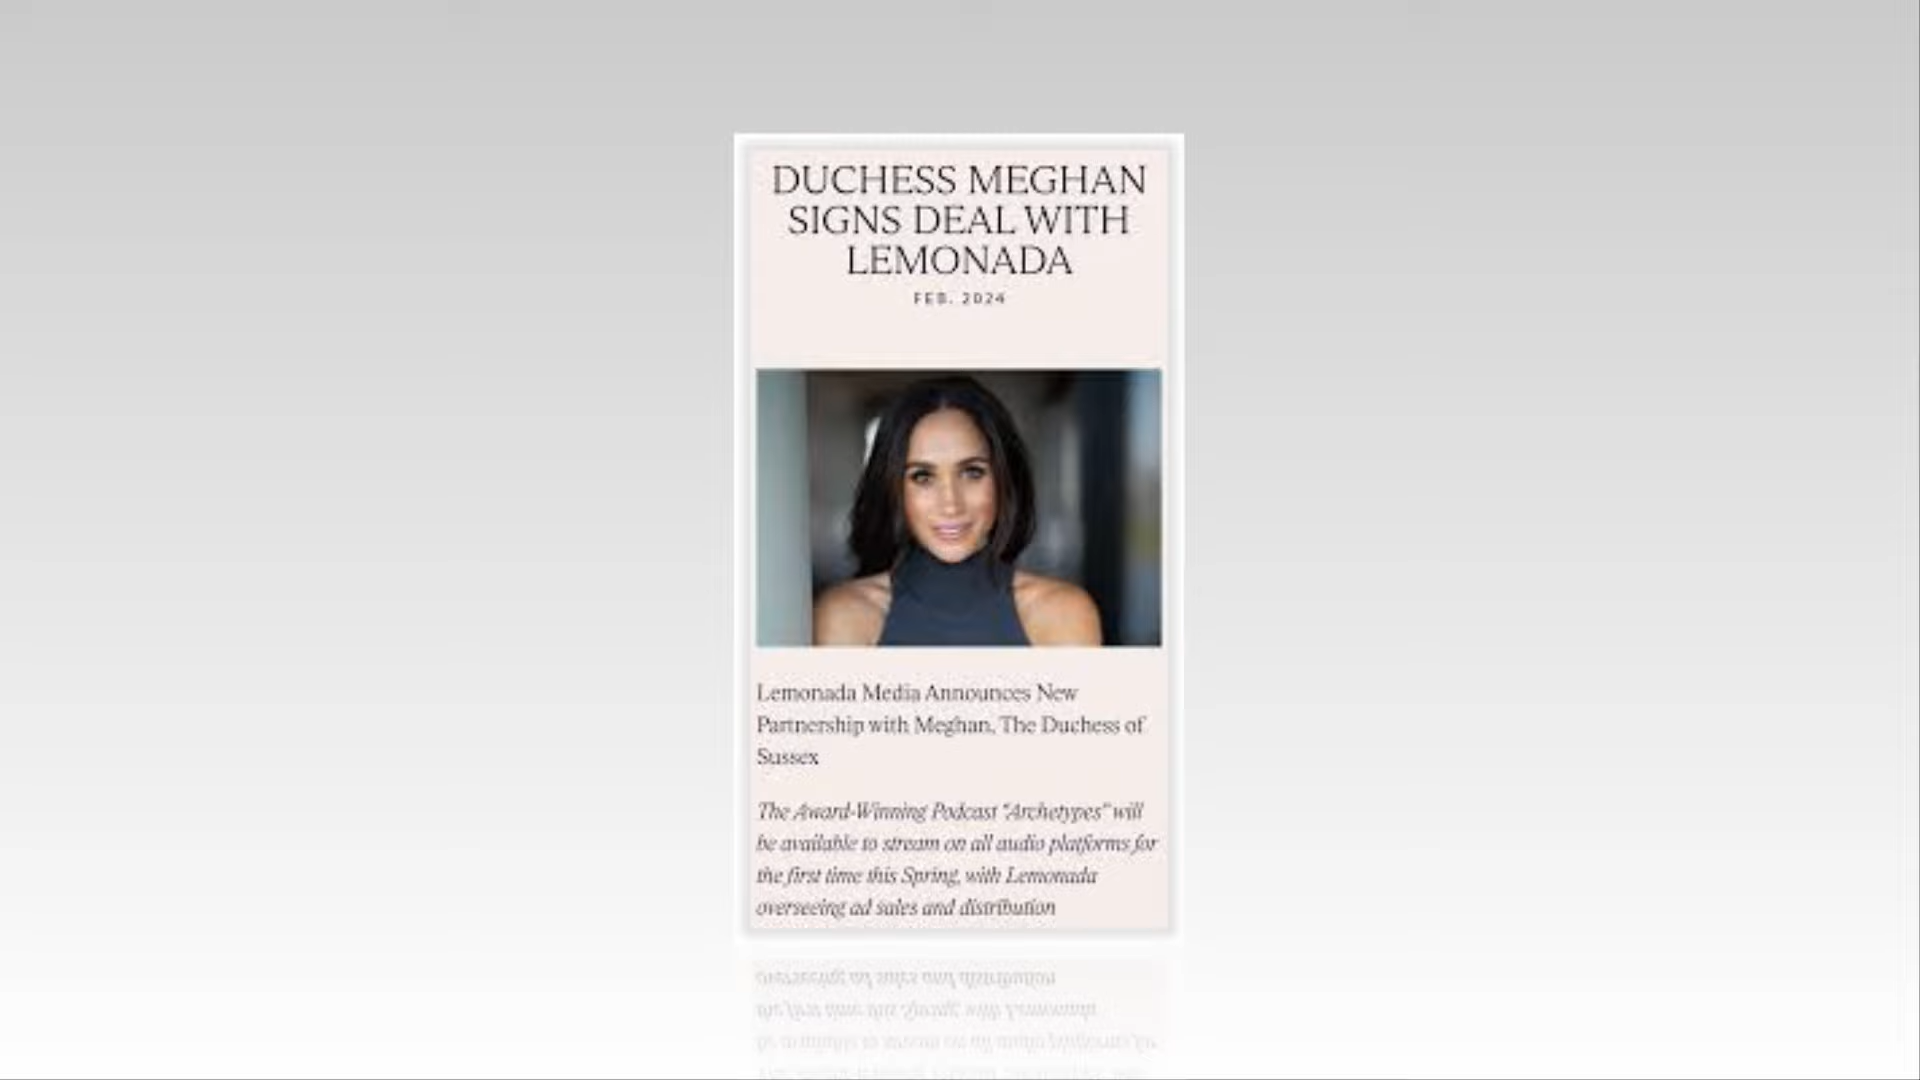 DUCHESS MEGHAN
SIGNS DEAL WITH
LEMONADA
FEB. 2024
Lemonada Media Announces New
Partnership with Meghan, The Duchess of
Sussex
The Award-Winning Podcast “Archetypes” will
be available to stream on all audio platforms for
the first time this Spring, with Lemonada
overseeing ad sales and distribution